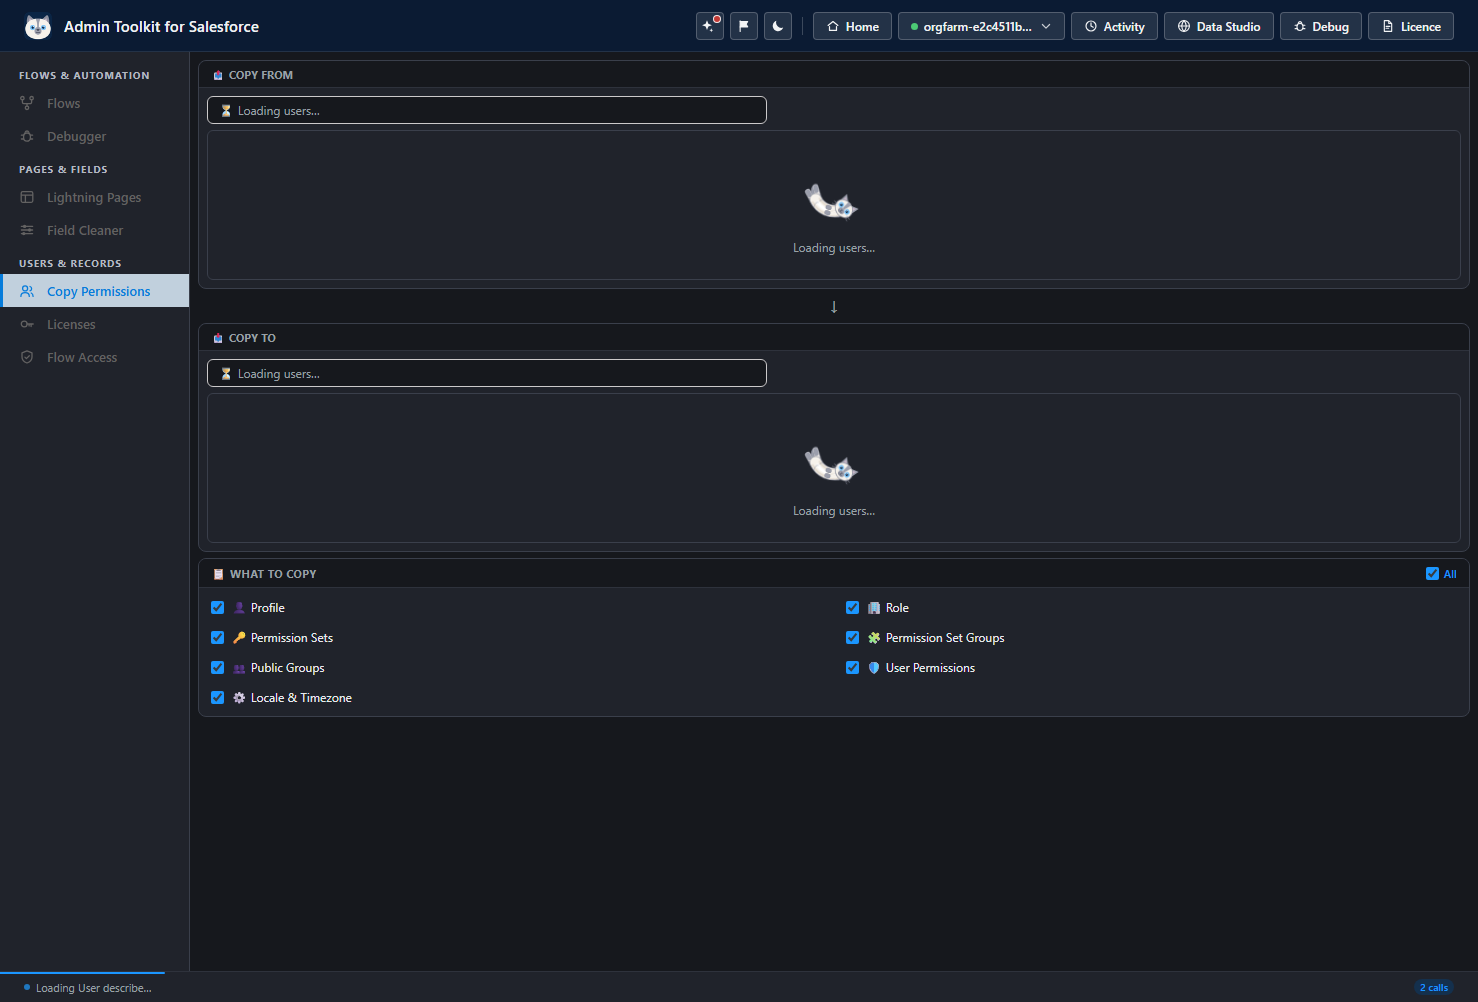 Admin Toolkit for Salesforce
Home
orgfarm-e2c4511b...
Activity
Data Studio
Debug
Licence
FLOWS & AUTOMATION
Flows
Debugger
PAGES & FIELDS
Lightning Pages
Field Cleaner
USERS & RECORDS
Copy Permissions
Licenses
Flow Access
COPY FROM
Loading users...
Loading users...
↓
COPY TO
Loading users...
Loading users...
WHAT TO COPY
All
Profile
Role
Permission Sets
Permission Set Groups
Public Groups
User Permissions
Locale & Timezone
Loading User describe...
2 calls